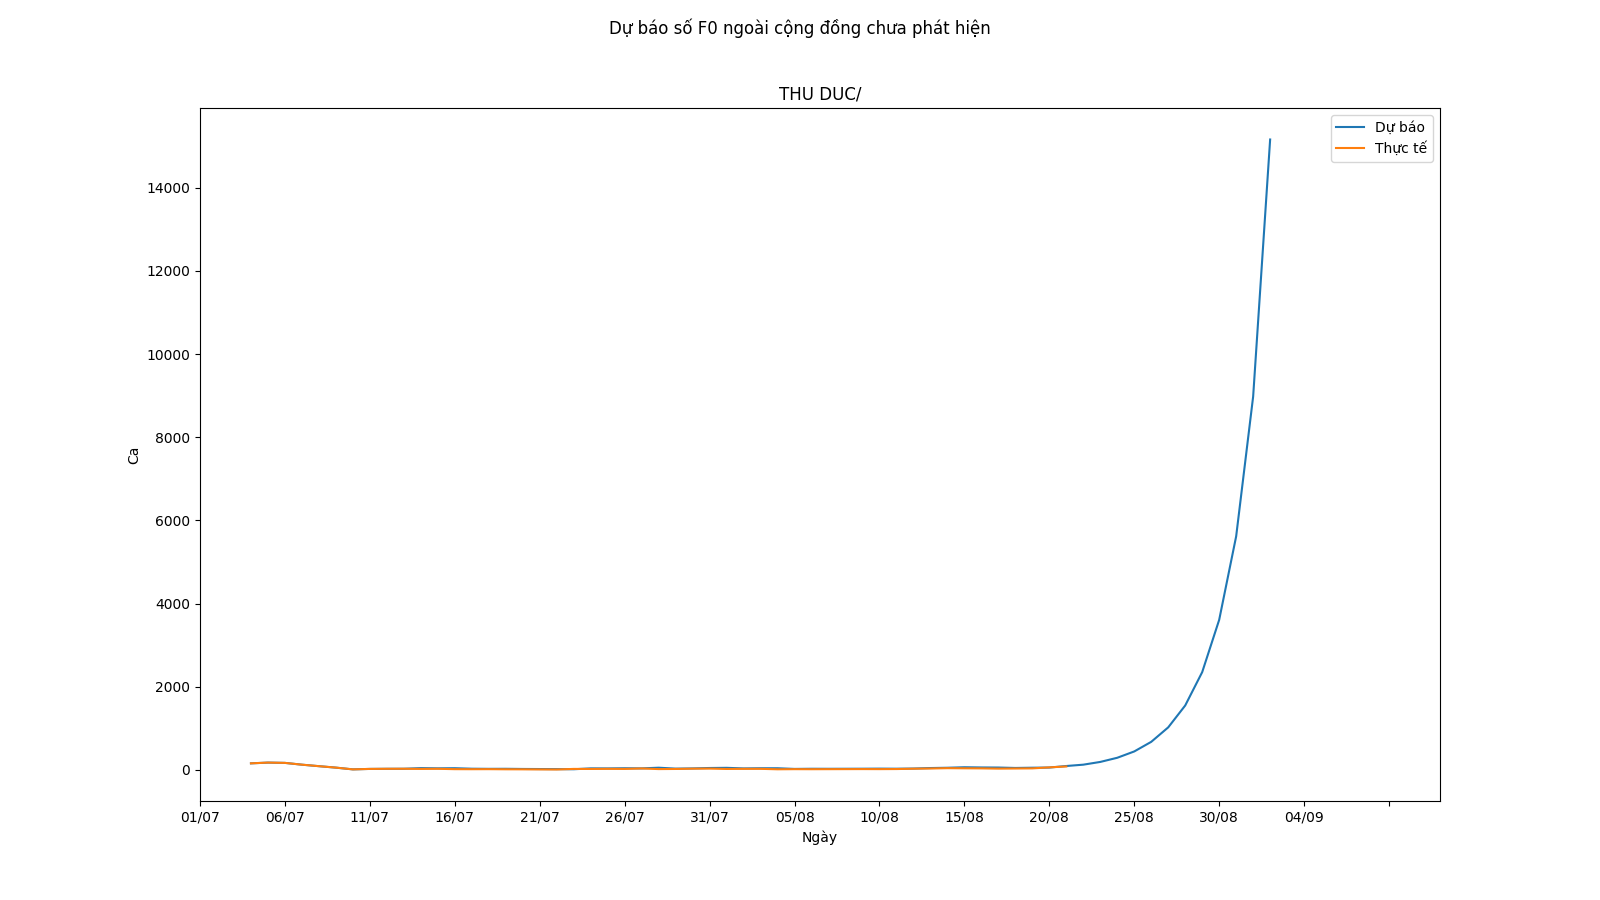 Dự báo số F0 ngoài cộng đồng chưa phát hiện
THU DUC/
Dự báo
Thực tế
14000
12000
10000
8000
6000
4000
2000
0
Ca
01/07 06/07 11/07 16/07 21/07 26/07 31/07 05/08 10/08 15/08 20/08 25/08 30/08 04/09
Ngày